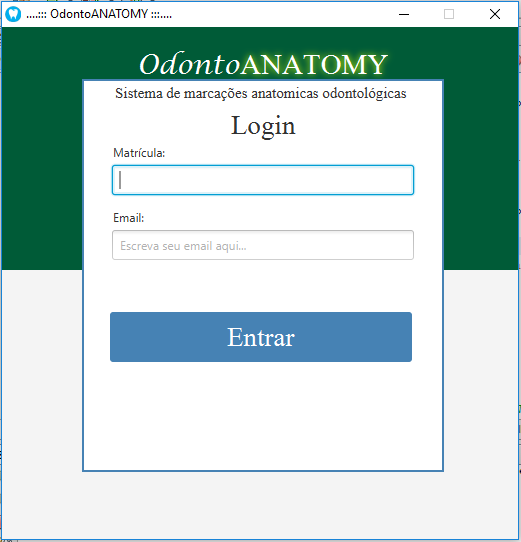 ....::: OdontoANATOMY :::....
OdontoANATOMY
Sistema de marcações anatomicas odontológicas
Login
Matrícula:
Email:
Escreva seu email aqui...
Entrar